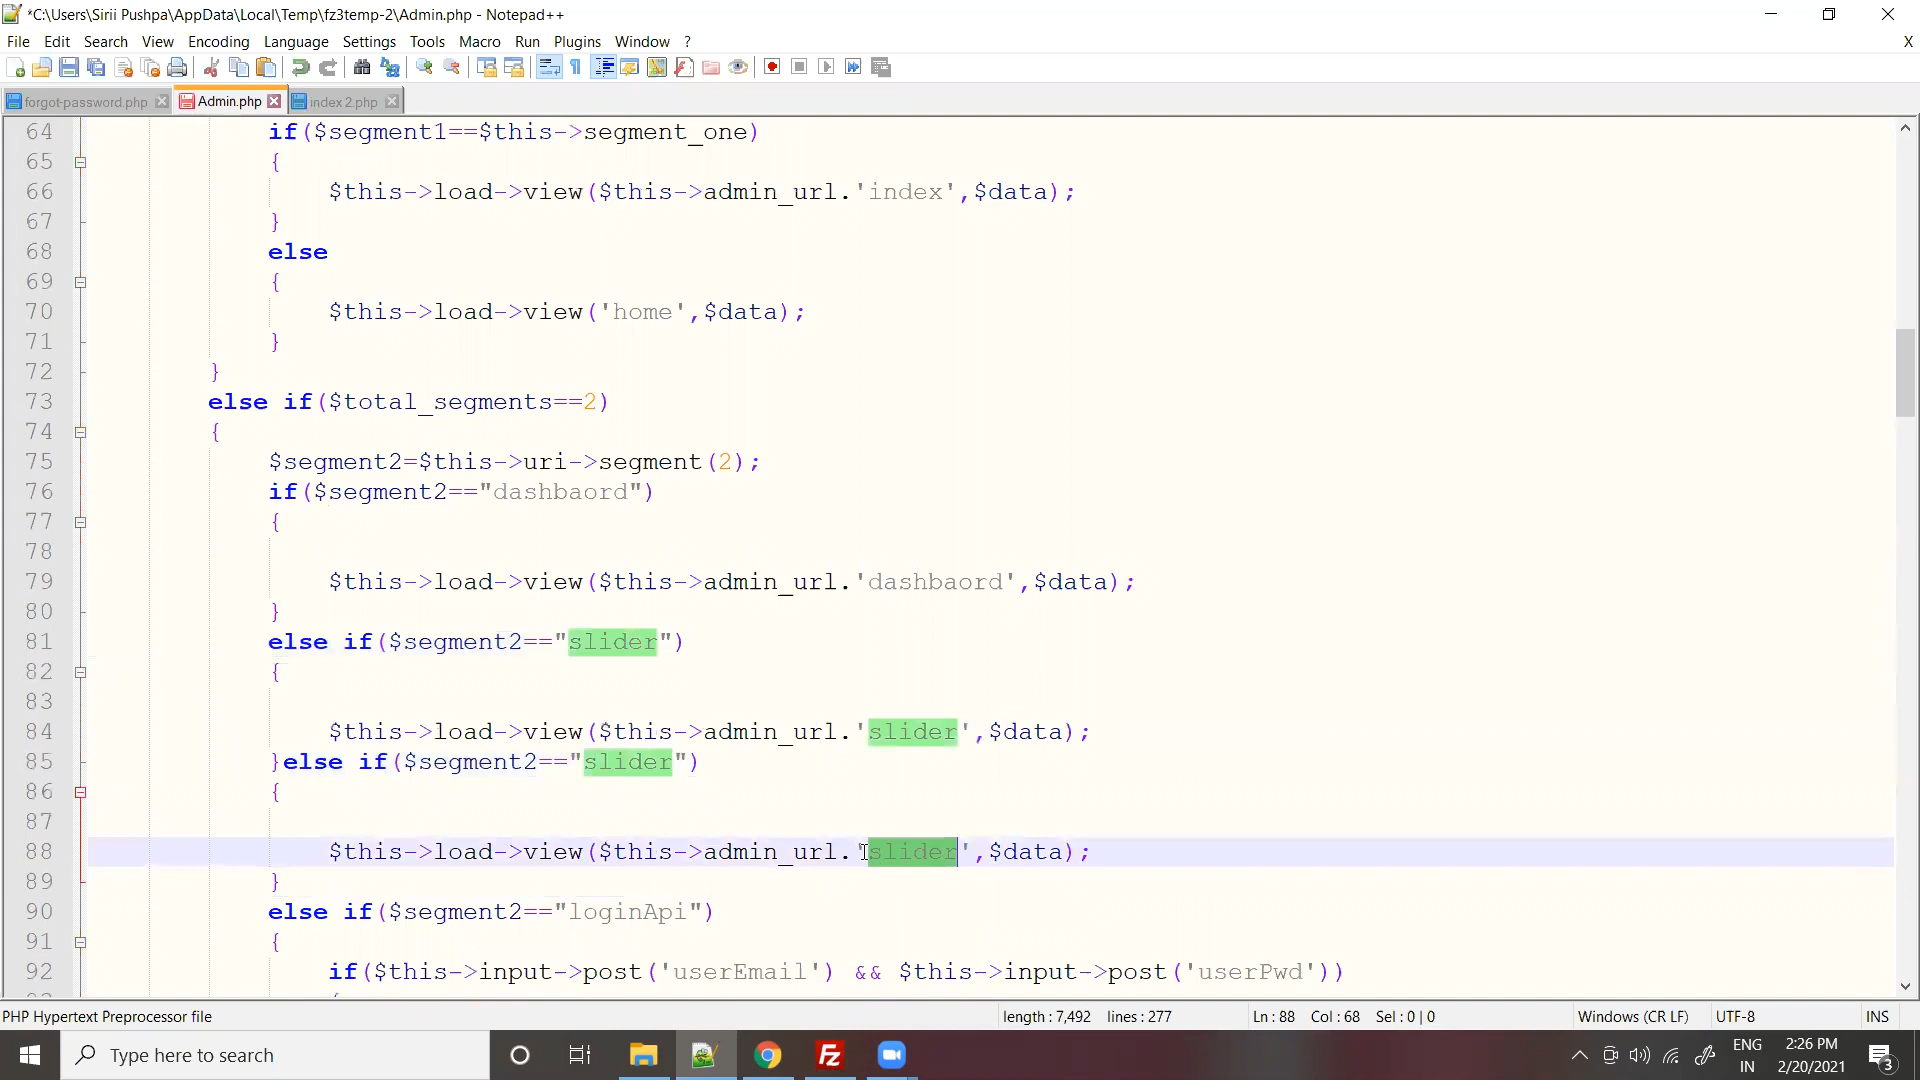 *C:\Users\Sirii Pushpa\AppData\Local\Temp\fz3temp-2\Admin.php - Notepad++
File Edit Search View Encoding Language Settings Tools Macro Run Plugins Window ? X
forgot-password.php Admin.php index 2.php
64 if($segment1==$this->segment_one)
65 {
66 $this->load->view($this->admin_url.'index',$data);
67 }
68 else
69 {
70 $this->load->view('home',$data);
71 }
72 }
73 else if($total_segments==2)
74 {
75 $segment2=$this->uri->segment(2);
76 if($segment2=="dashbaord")
77 {
78
79 $this->load->view($this->admin_url.'dashbaord',$data);
80 }
81 else if($segment2=="slider")
82 {
83
84 $this->load->view($this->admin_url.'slider',$data);
85 }else if($segment2=="slider")
86 {
87
88 $this->load->view($this->admin_url.'slider',$data);
89 }
90 else if($segment2=="loginApi")
91 {
92 if($this->input->post('userEmail') && $this->input->post('userPwd'))
PHP Hypertext Preprocessor file length : 7,492 lines : 277 Ln : 88 Col : 68 Sel : 0 | 0 Windows (CR LF) UTF-8 INS
Type here to search
ENG
IN
2:26 PM
2/20/2021
3